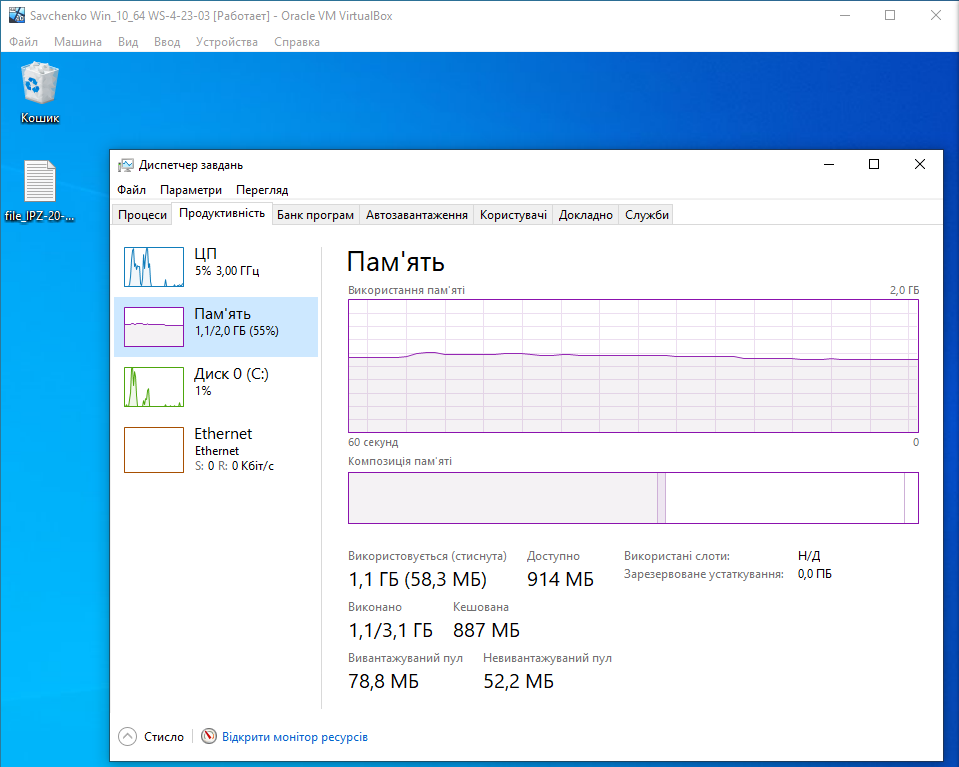 Savchenko Win_10_64 WS-4-23-03 [Работает] - Oracle VM VirtualBox
Файл Машина Вид Ввод Устройства Справка
Кошик
file_IPZ-20-...
Диспетчер завдань
Файл Параметри Перегляд
Процеси Продуктивність Банк програм Автозавантаження Користувачі Докладно Служби
ЦП
5% 3,00 ГГц
Пам'ять
1,1/2,0 ГБ (55%)
Диск 0 (C:)
1%
Ethernet
Ethernet
S: 0 R: 0 Кбіт/с
Пам'ять
Використання пам'яті 2,0 ГБ
60 секунд 0
Композиція пам'яті
Використовується (стиснута) Доступно
1,1 ГБ (58,3 МБ) 914 МБ
Виконано Кешована
1,1/3,1 ГБ 887 МБ
Вивантажуваний пул Невивантажуваний пул
78,8 МБ 52,2 МБ
Використані слоти: Н/Д
Зарезервоване устаткування: 0,0 ПБ
Стисло Відкрити монітор ресурсів